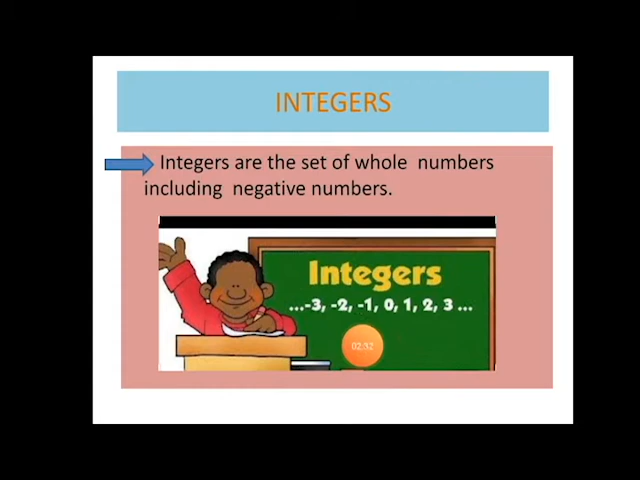 INTEGERS
Integers are the set of whole numbers
including negative numbers.
Integers
...-3, -2, -1, 0, 1, 2, 3 ...
02:32